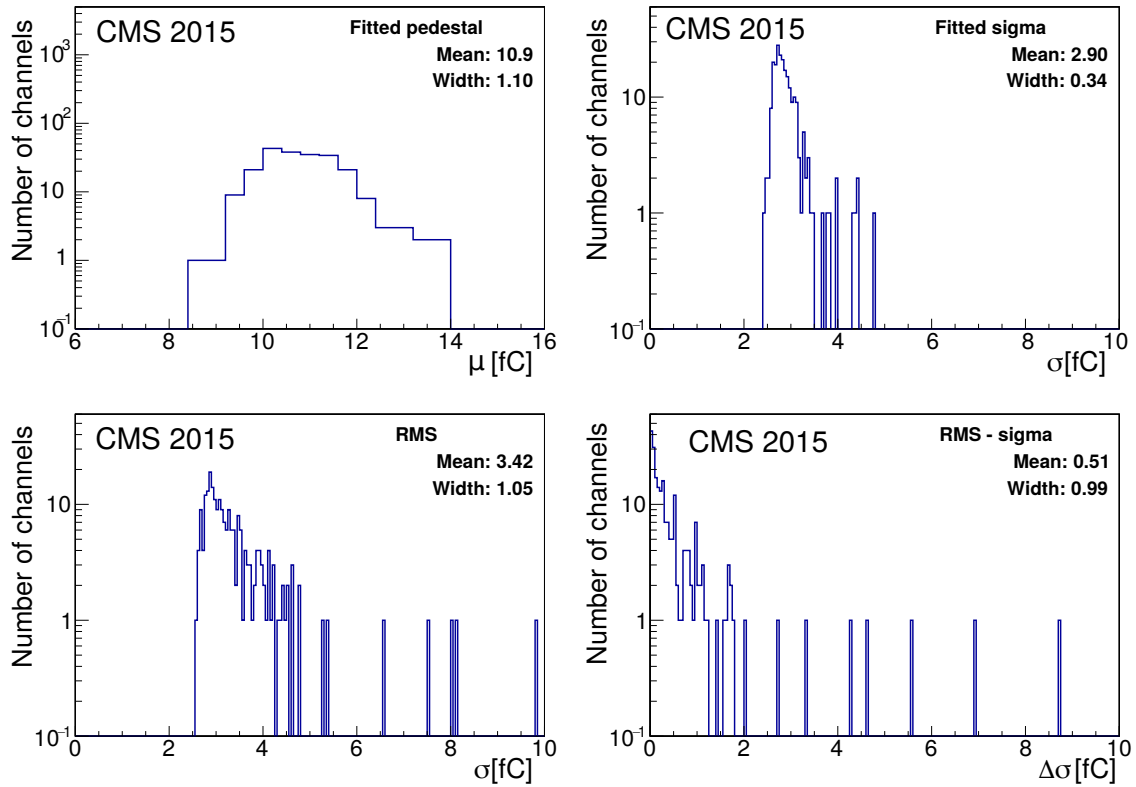 CMS 2015
Fitted pedestal
Mean: 10.9
Width: 1.10
Number of channels
10^3
10^2
10
1
10^-1
6 8 10 12 14 16
μ [fC]
CMS 2015
Fitted sigma
Mean: 2.90
Width: 0.34
Number of channels
10
1
10^-1
0 2 4 6 8 10
σ[fC]
CMS 2015
RMS
Mean: 3.42
Width: 1.05
Number of channels
10
1
10^-1
0 2 4 6 8 10
σ[fC]
CMS 2015
RMS - sigma
Mean: 0.51
Width: 0.99
Number of channels
10
1
10^-1
0 2 4 6 8 10
Δσ[fC]